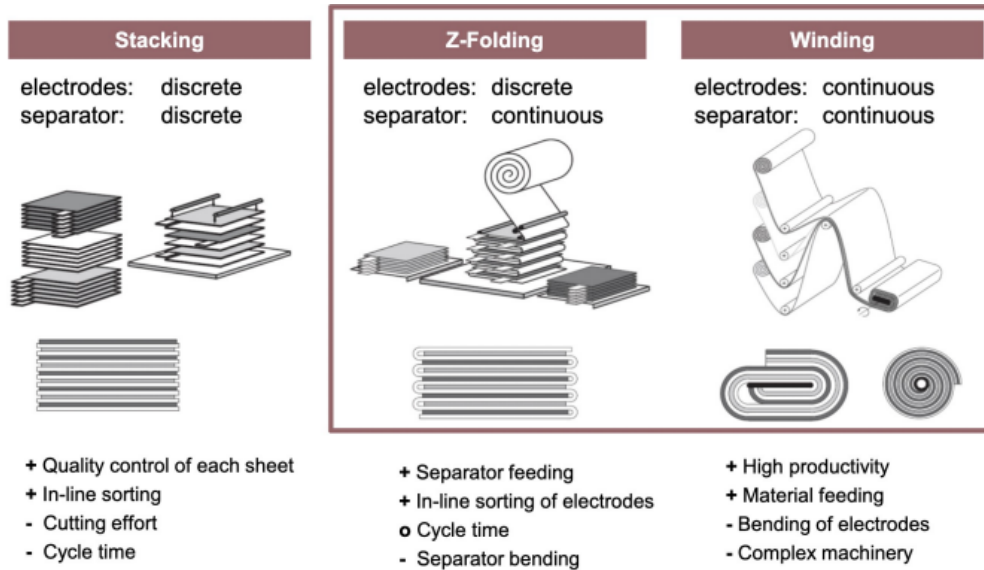 Stacking
electrodes: discrete
separator: discrete
+ Quality control of each sheet
+ In-line sorting
- Cutting effort
- Cycle time
Z-Folding
electrodes: discrete
separator: continuous
+ Separator feeding
+ In-line sorting of electrodes
o Cycle time
- Separator bending
Winding
electrodes: continuous
separator: continuous
+ High productivity
+ Material feeding
- Bending of electrodes
- Complex machinery